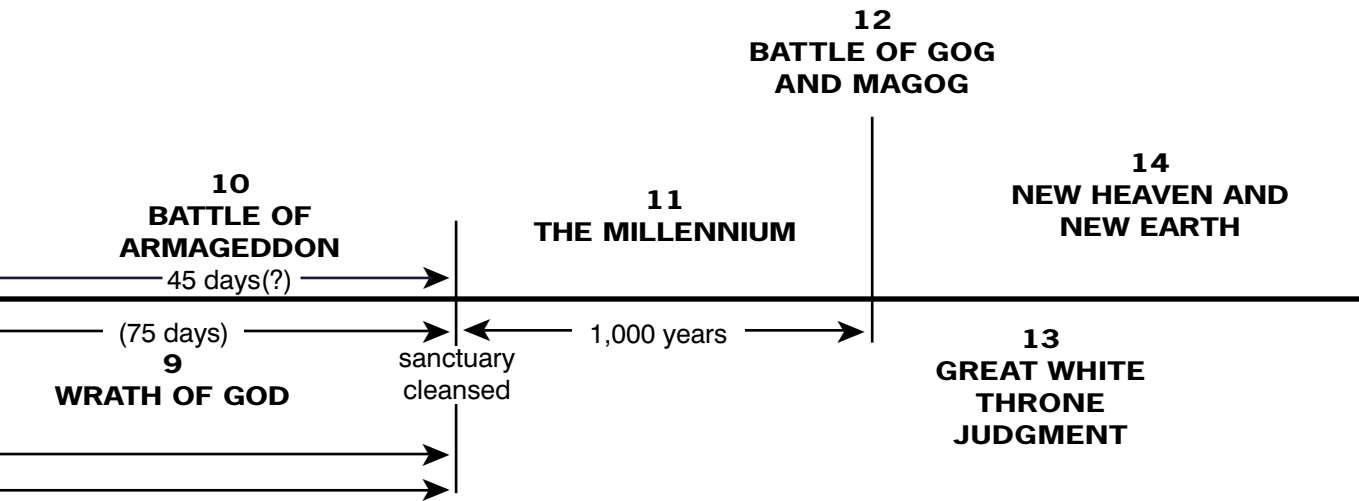 12
BATTLE OF GOG
AND MAGOG
10
BATTLE OF
ARMAGEDDON
45 days(?)
11
THE MILLENNIUM
14
NEW HEAVEN AND
NEW EARTH
(75 days)
9
WRATH OF GOD
sanctuary
cleansed
1,000 years
13
GREAT WHITE
THRONE
JUDGMENT